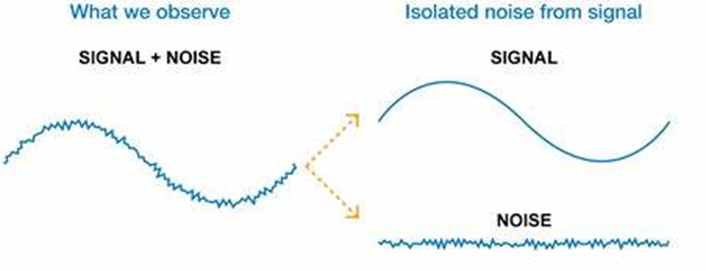 What we observe
SIGNAL + NOISE
Isolated noise from signal
SIGNAL
NOISE